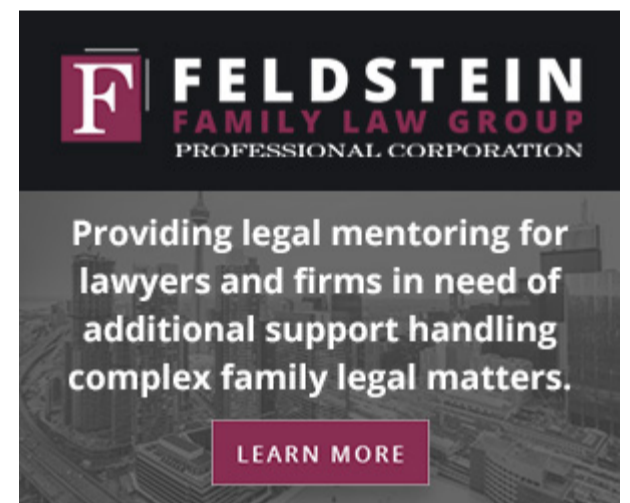 F
FELDSTEIN
FAMILY LAW GROUP
PROFESSIONAL CORPORATION
Providing legal mentoring for
lawyers and firms in need of
additional support handling
complex family legal matters.
LEARN MORE